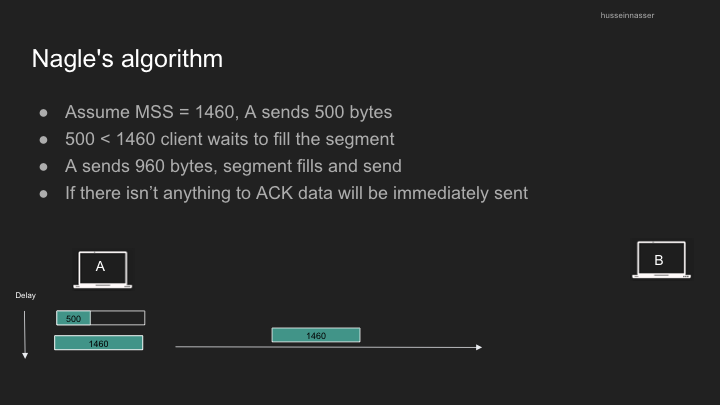 husseinnasser
Nagle's algorithm
● Assume MSS = 1460, A sends 500 bytes
● 500 < 1460 client waits to fill the segment
● A sends 960 bytes, segment fills and send
● If there isn’t anything to ACK data will be immediately sent
A
B
Delay
500
1460
1460